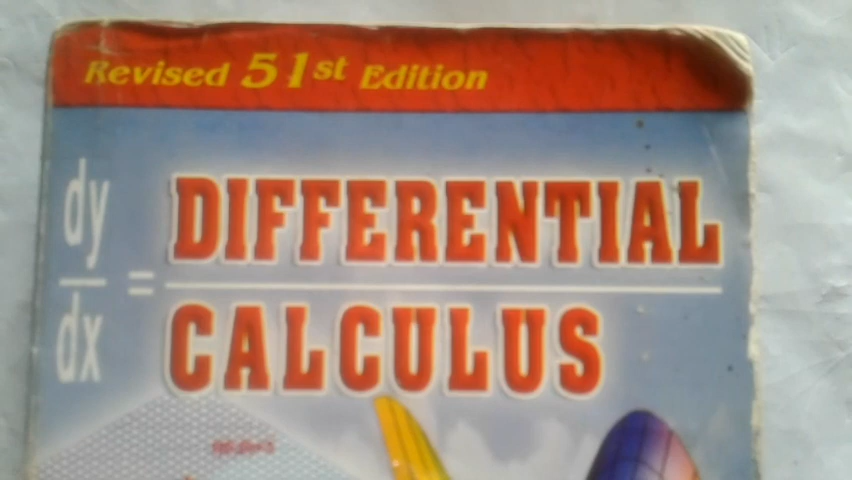 Revised 51st Edition
dy
dx
=
DIFFERENTIAL
CALCULUS